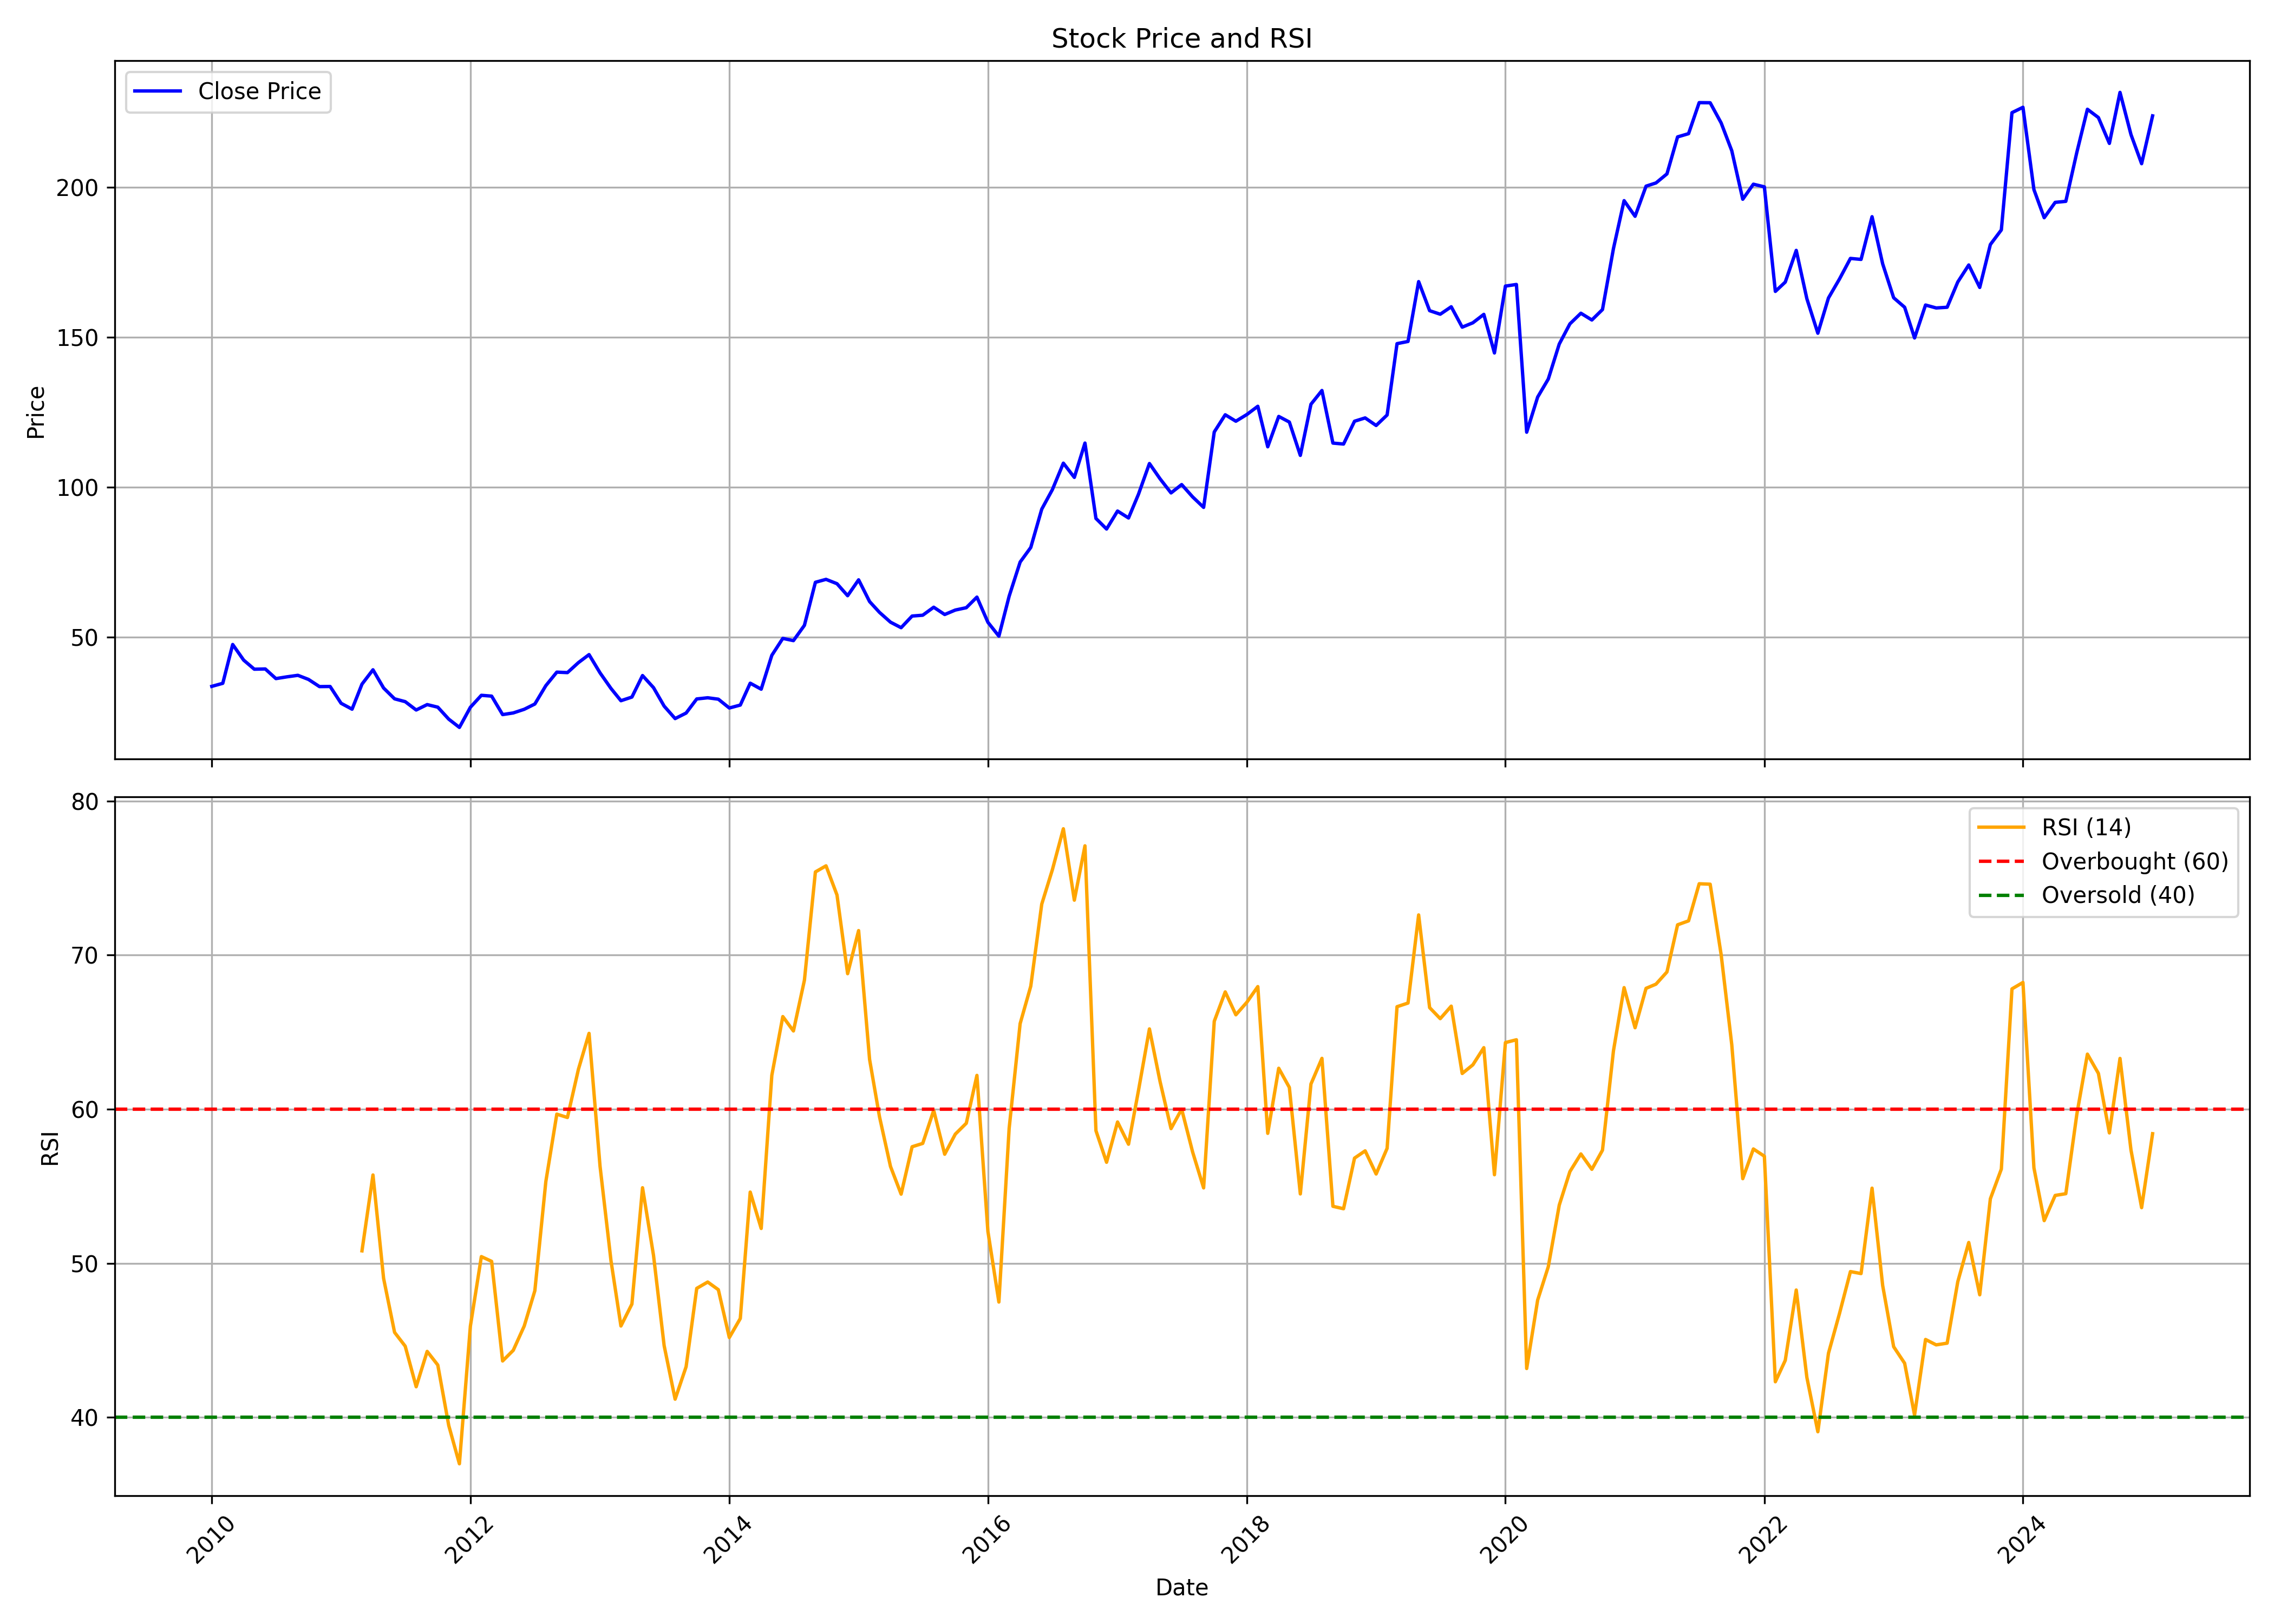 Stock Price and RSI
Close Price
Price
200
150
100
50
RSI (14)
Overbought (60)
Oversold (40)
RSI
80
70
60
50
40
2010
2012
2014
2016
2018
2020
2022
2024
Date